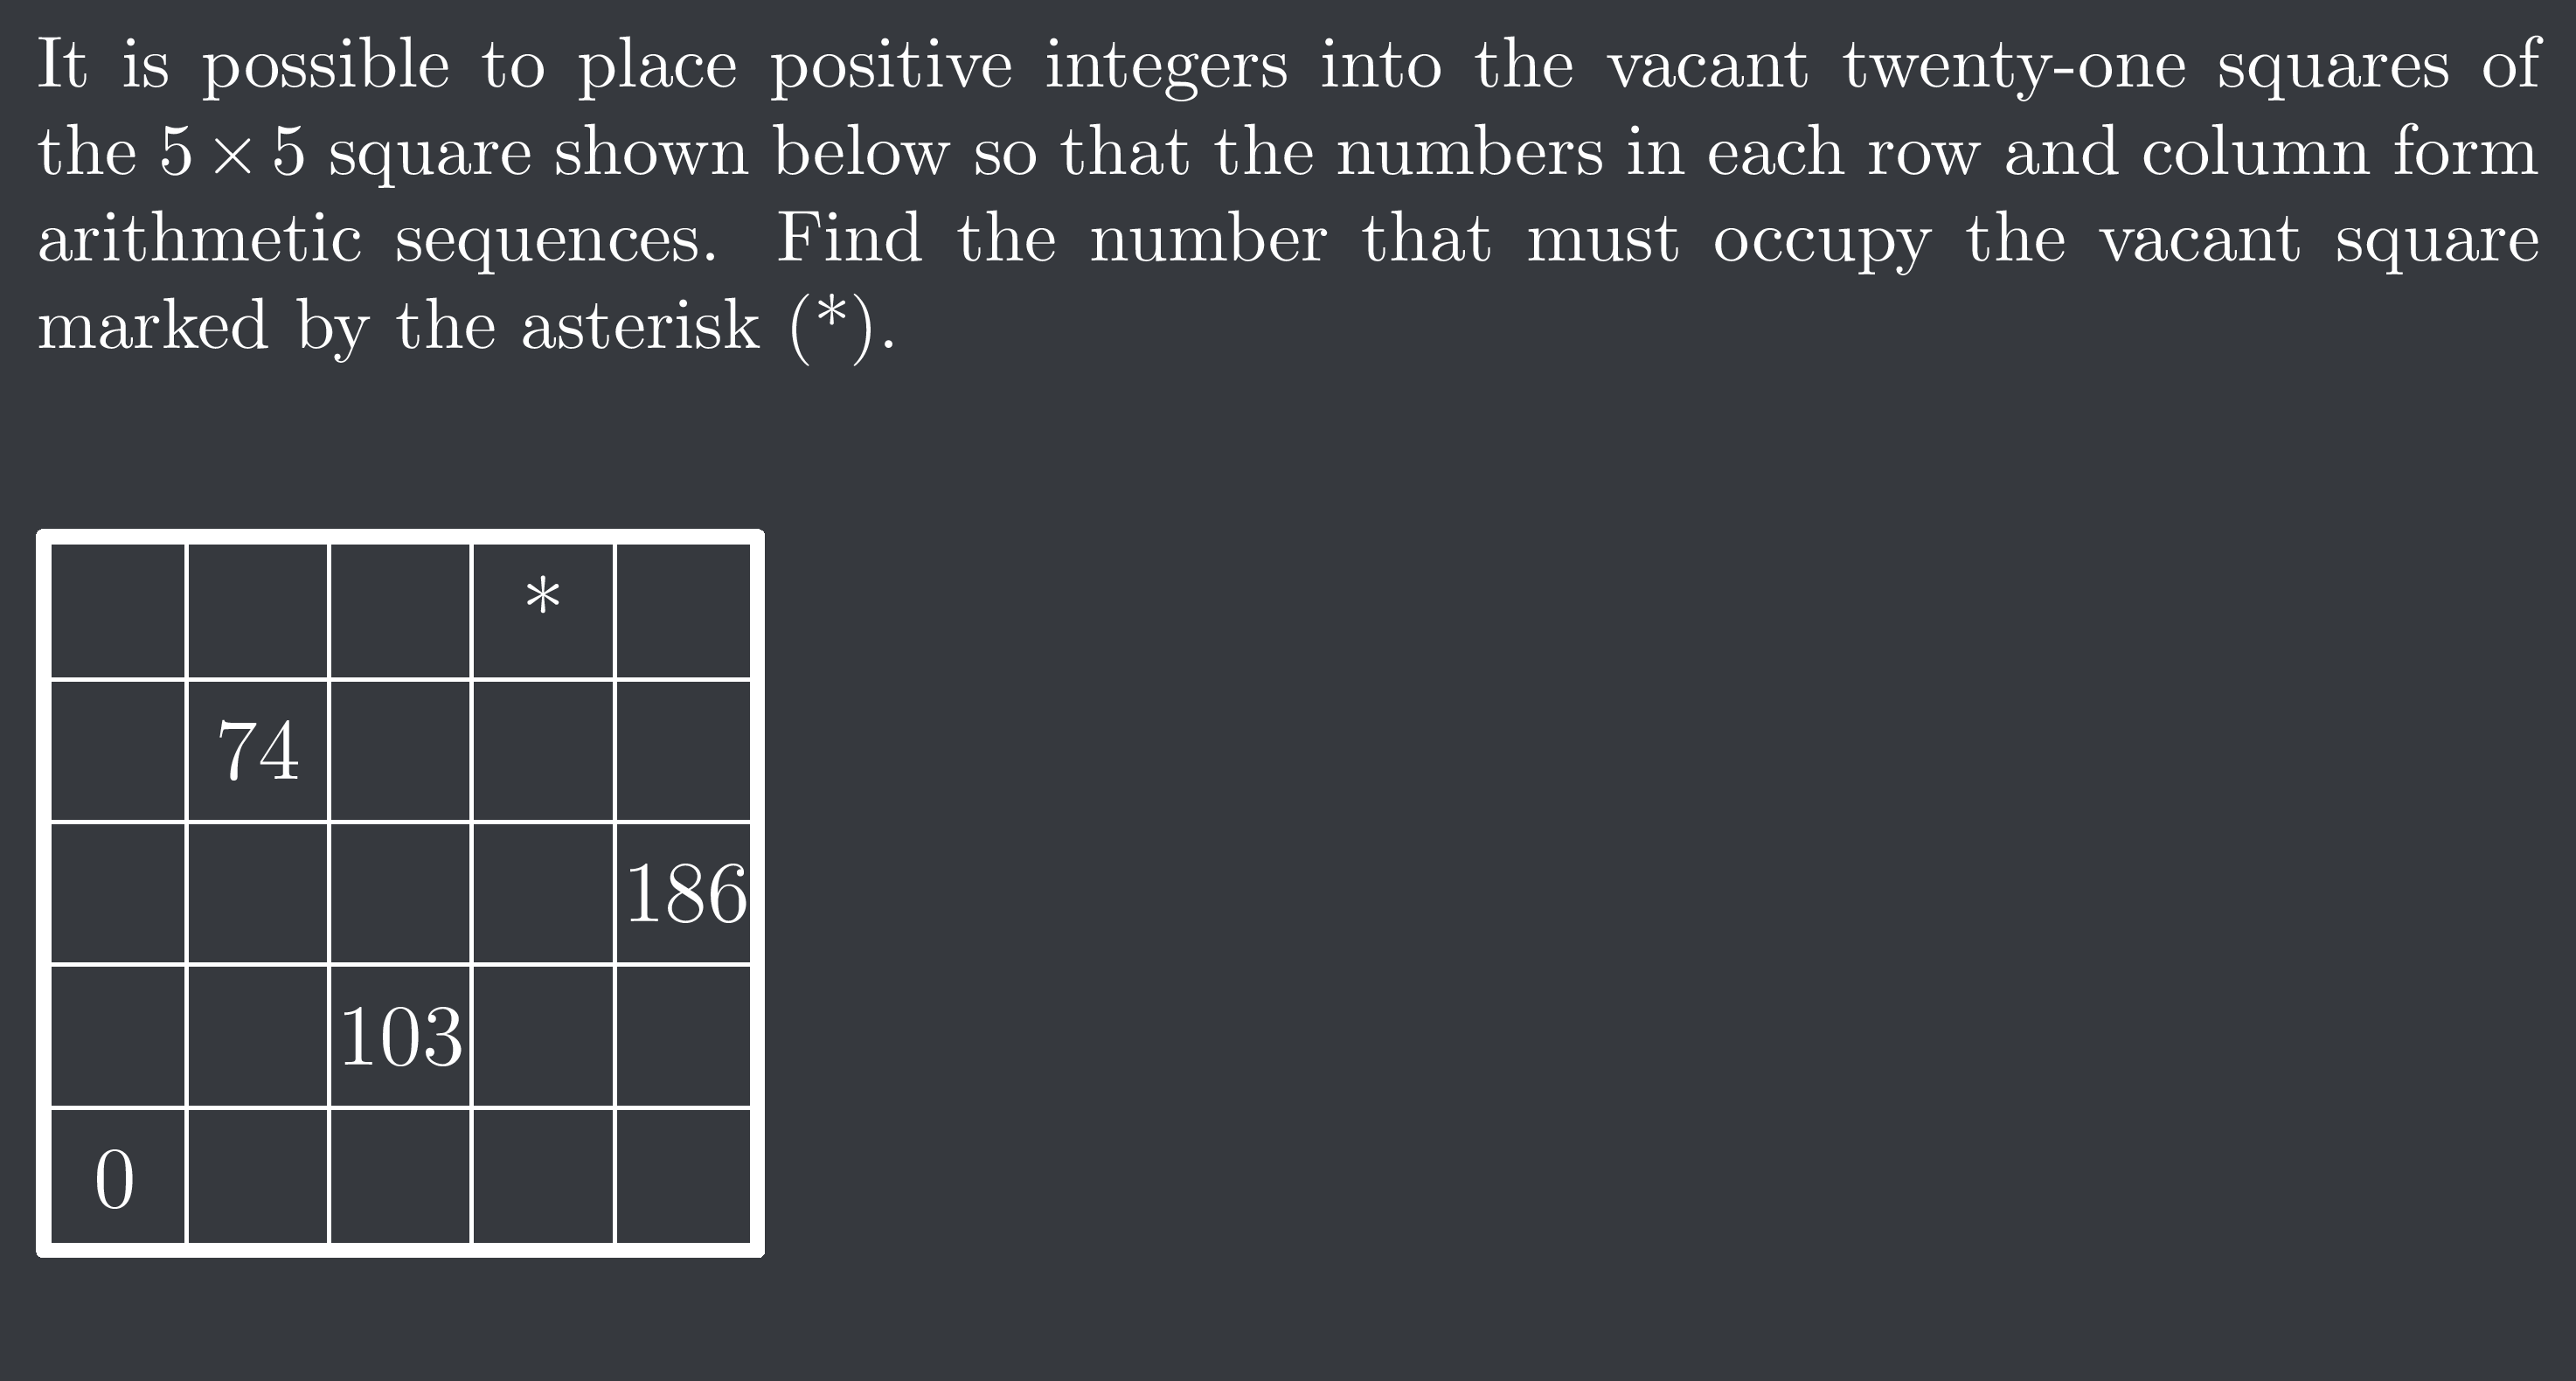 It is possible to place positive integers into the vacant twenty-one squares of
the 5 × 5 square shown below so that the numbers in each row and column form
arithmetic sequences. Find the number that must occupy the vacant square
marked by the asterisk (*).
*
74
186
103
0